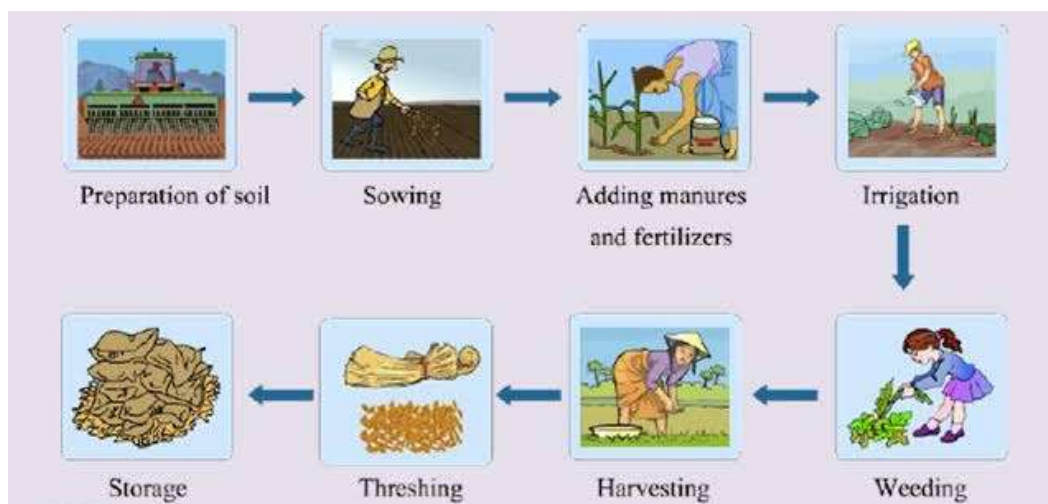 Preparation of soil
Sowing
Adding manures
and fertilizers
Irrigation
Storage
Threshing
Harvesting
Weeding